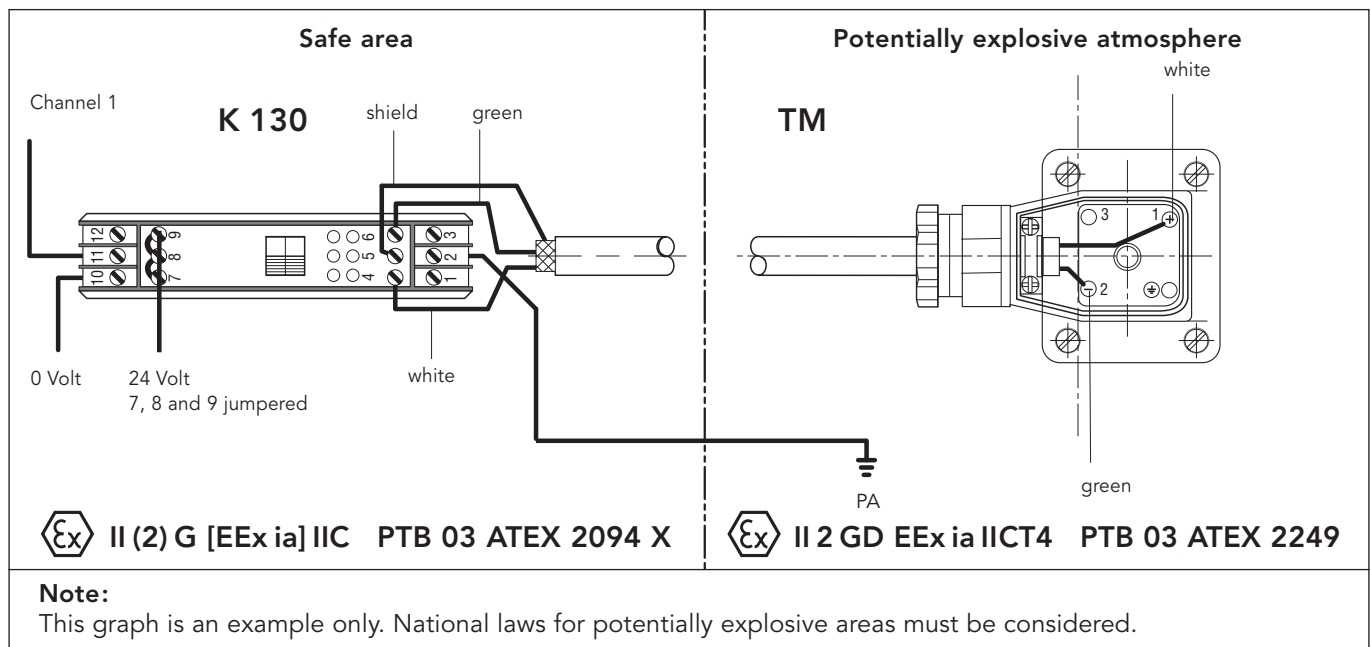 Safe area
Potentially explosive atmosphere
white
Channel 1
K 130
shield
green
TM
12
11
10
9
8
7
6
5
4
3
2
1
3
1
+
−
2
0 Volt
24 Volt
7, 8 and 9 jumpered
white
green
PA
Ex II (2) G [EEx ia] IIC PTB 03 ATEX 2094 X
Ex II 2 GD EEx ia IICT4 PTB 03 ATEX 2249
Note:
This graph is an example only. National laws for potentially explosive areas must be considered.